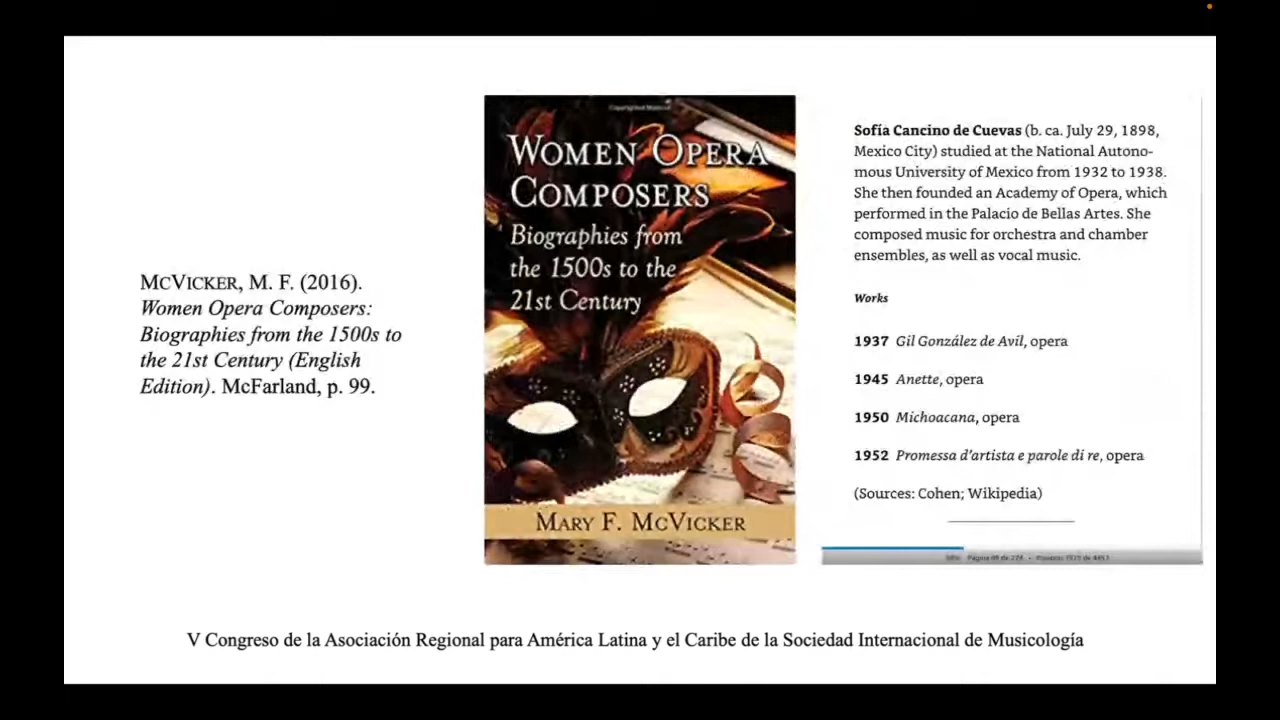 McVICKER, M. F. (2016).
Women Opera Composers:
Biographies from the 1500s to
the 21st Century (English
Edition). McFarland, p. 99.
Copyrighted Material
WOMEN OPERA
COMPOSERS
Biographies from
the 1500s to the
21st Century
MARY F. MCVICKER
Sofía Cancino de Cuevas (b. ca. July 29, 1898,
Mexico City) studied at the National Autono-
mous University of Mexico from 1932 to 1938.
She then founded an Academy of Opera, which
performed in the Palacio de Bellas Artes. She
composed music for orchestra and chamber
ensembles, as well as vocal music.
Works
1937 Gil González de Avil, opera
1945 Anette, opera
1950 Michoacana, opera
1952 Promessa d'artista e parole di re, opera
(Sources: Cohen; Wikipedia)
V Congreso de la Asociación Regional para América Latina y el Caribe de la Sociedad Internacional de Musicología